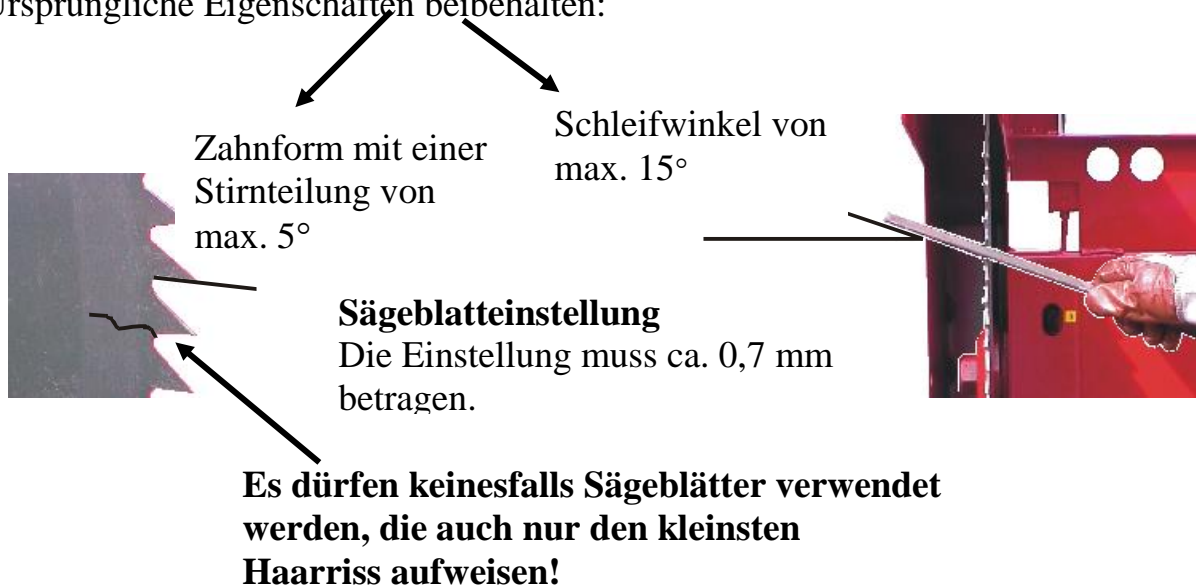 Ursprüngliche Eigenschaften beibehalten:
Zahnform mit einer
Stirnteilung von
max. 5°
Schleifwinkel von
max. 15°
Sägeblatteinstellung
Die Einstellung muss ca. 0,7 mm
betragen.
Es dürfen keinesfalls Sägeblätter verwendet
werden, die auch nur den kleinsten
Haarriss aufweisen!